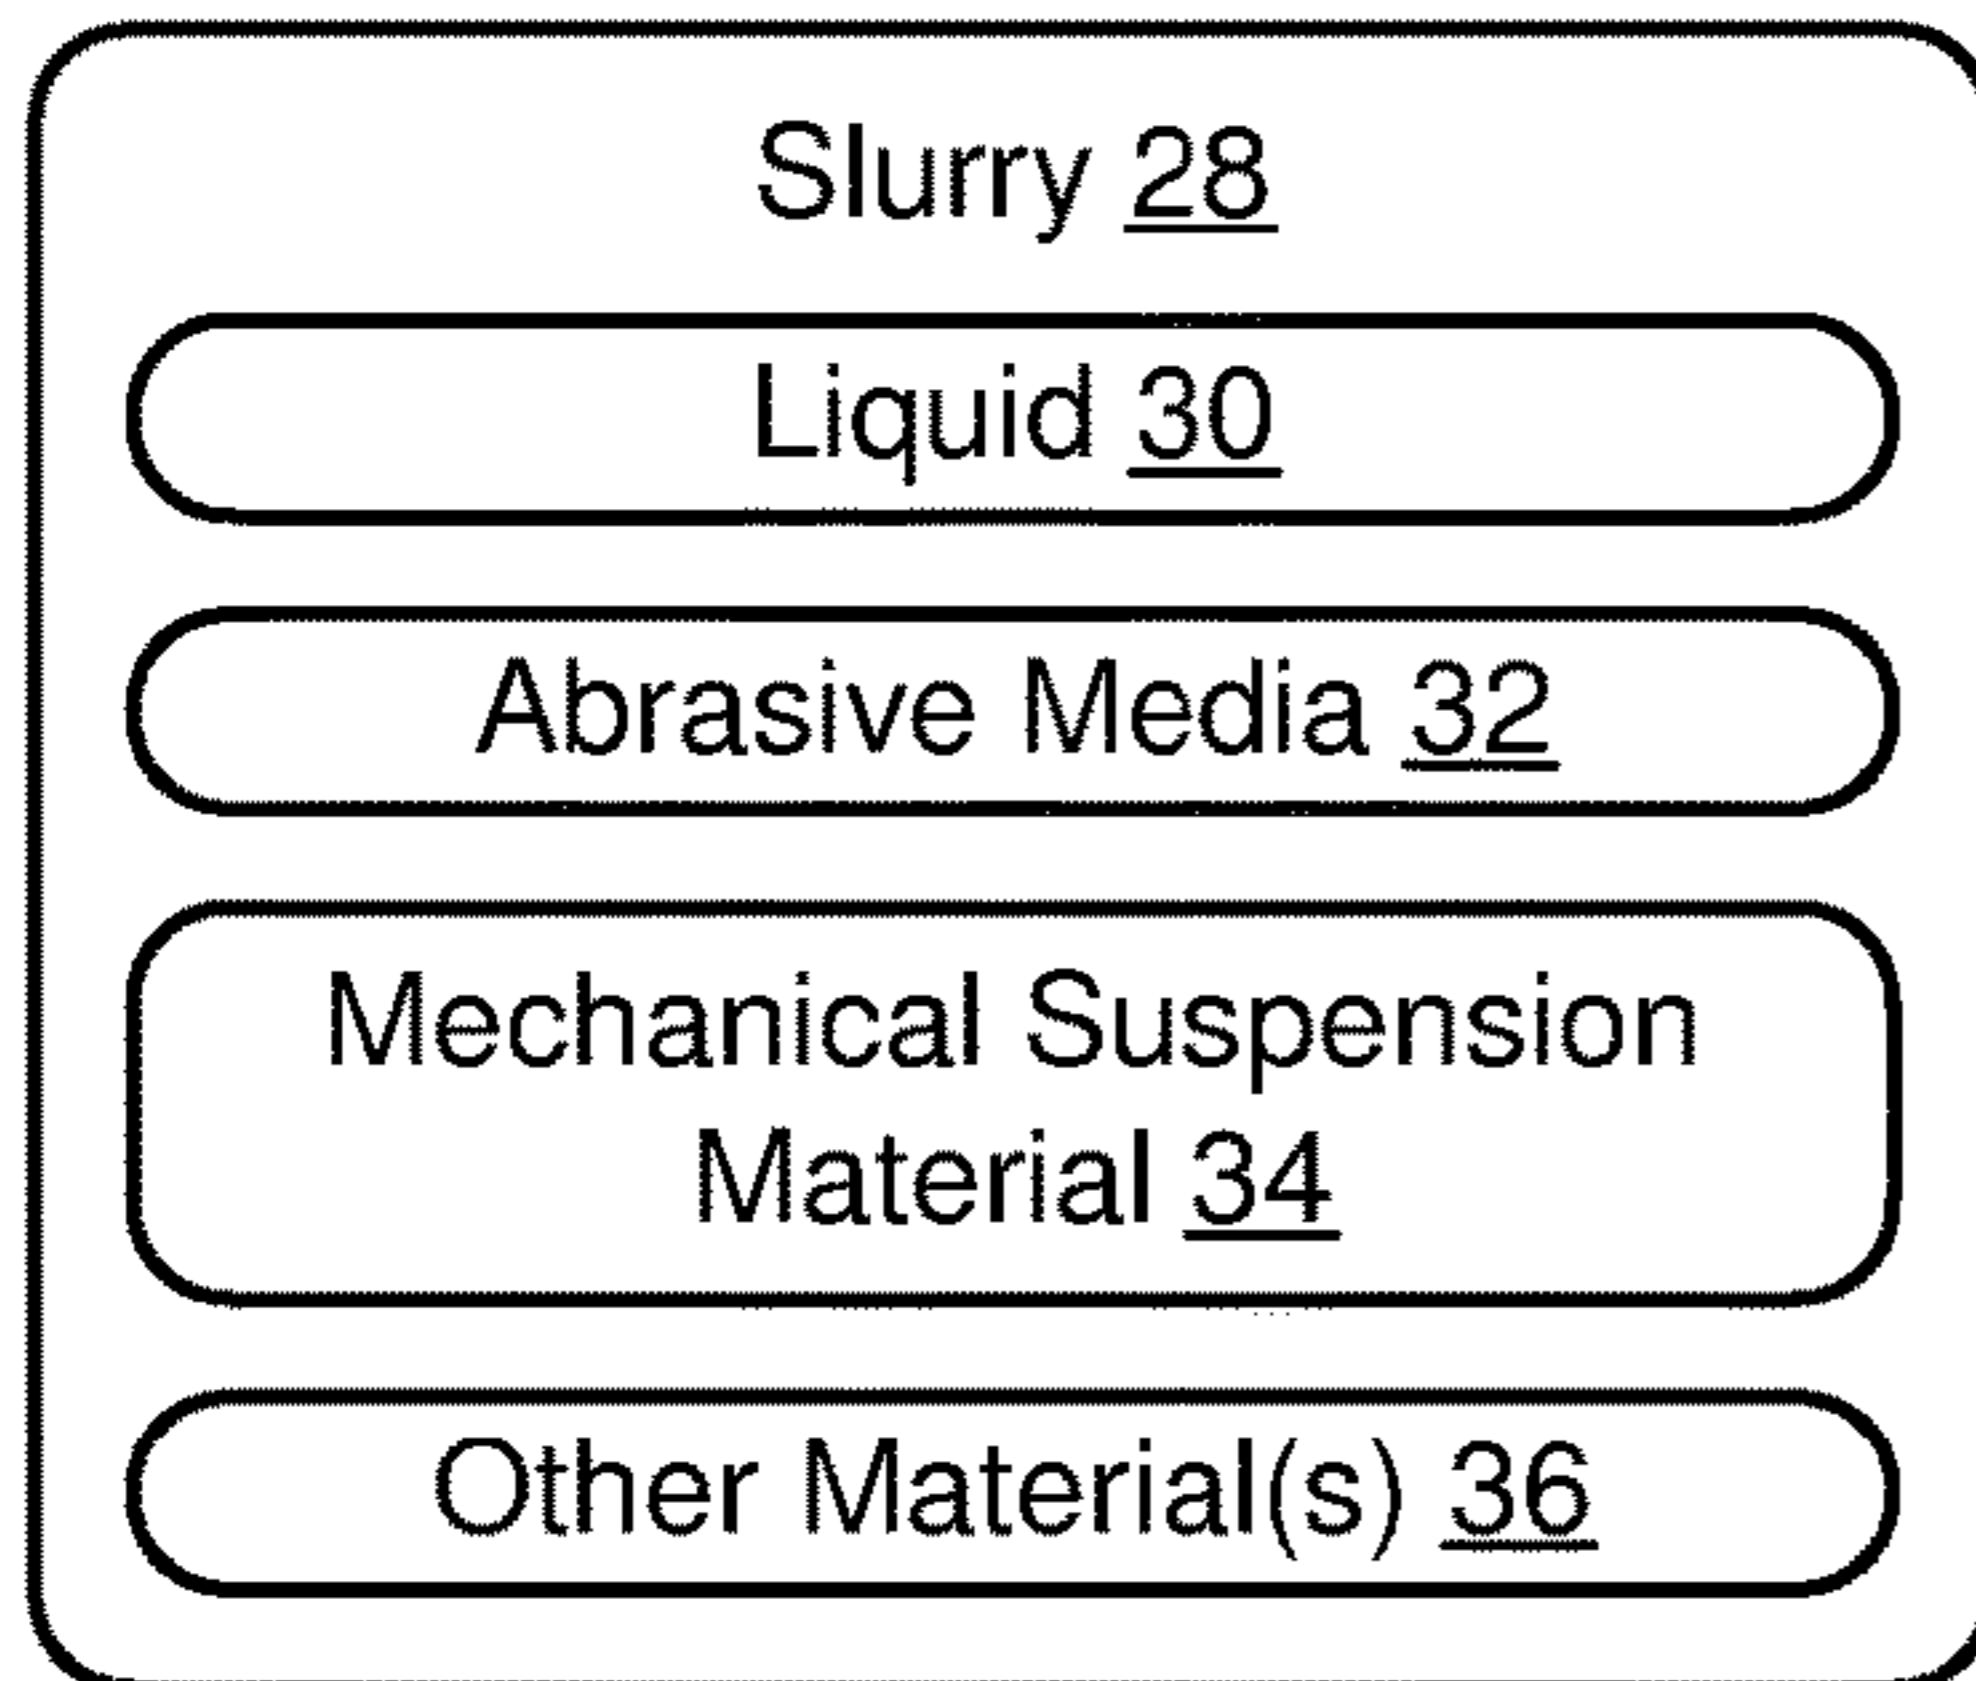 Slurry 28
Liquid 30
Abrasive Media 32
Mechanical Suspension
Material 34
Other Material(s) 36